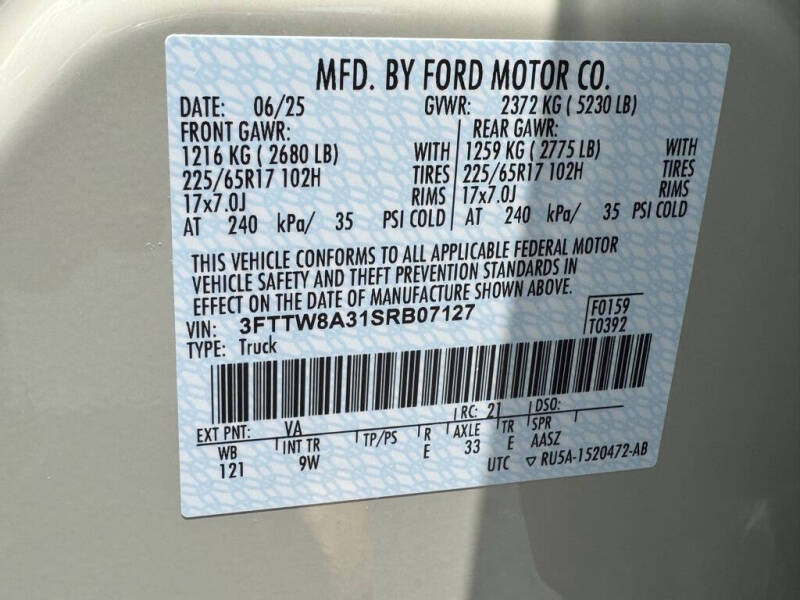 MFD. BY FORD MOTOR CO.
DATE: 06/25 GVWR: 2372 KG ( 5230 LB)
FRONT GAWR: REAR GAWR:
1216 KG ( 2680 LB) WITH 1259 KG ( 2775 LB) WITH
225/65R17 102H TIRES 225/65R17 102H TIRES
17x7.0J RIMS 17x7.0J RIMS
AT 240 kPa/ 35 PSI COLD AT 240 kPa/ 35 PSI COLD
THIS VEHICLE CONFORMS TO ALL APPLICABLE FEDERAL MOTOR
VEHICLE SAFETY AND THEFT PREVENTION STANDARDS IN
EFFECT ON THE DATE OF MANUFACTURE SHOWN ABOVE.
VIN: 3FTTW8A31SRB07127 F0159
TYPE: Truck T0392
EXT PNT: VA RC: 21 DSO:
WB INT TR TP/PS R AXLE TR SPR
121 9W E 33 E AASZ
UTC ▽ RU5A-1520472-AB